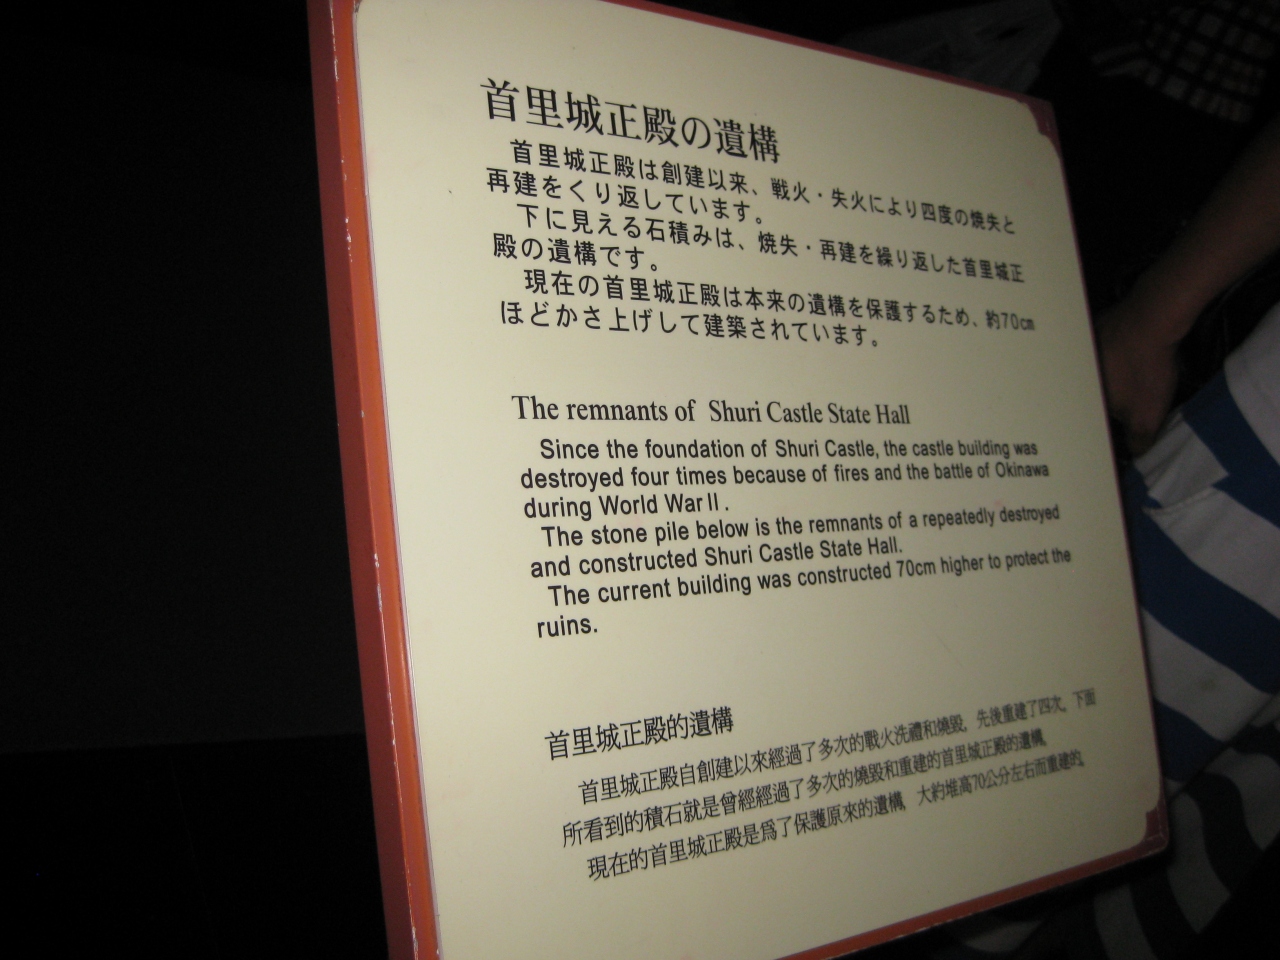 首里城正殿の遺構
首里城正殿は創建以来、戦火・失火により四度の焼失と
再建をくり返しています。
下に見える石積みは、焼失・再建を繰り返した首里城正
殿の遺構です。
現在の首里城正殿は本来の遺構を保護するため、約70㎝
ほどかさ上げして建築されています。
The remnants of Shuri Castle State Hall
Since the foundation of Shuri Castle, the castle building was
destroyed four times because of fires and the battle of Okinawa
during World War II.
The stone pile below is the remnants of a repeatedly destroyed
and constructed Shuri Castle State Hall.
The current building was constructed 70cm higher to protect the
ruins.
首里城正殿的遺構
首里城正殿自創建以來經過了多次的戰火洗禮和燒毀，先後重建了四次。下面
所看到的積石就是曾經經過了多次的燒毀和重建的首里城正殿的遺構。
現在的首里城正殿是爲了保護原來的遺構，大約堆高70公分左右而重建的。